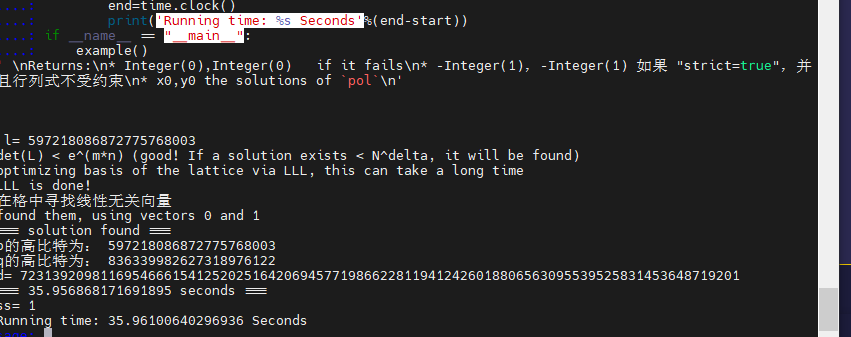 ....:         end=time.clock()
....:         print('Running time: %s Seconds'%(end-start))
....: if __name__ == "__main__":
....:     example()
' \nReturns:\n* Integer(0),Integer(0)   if it fails\n* -Integer(1), -Integer(1) 如果 "strict=true"，并
且行列式不受约束\n* x0,y0 the solutions of `pol`\n'
l= 597218086872775768003
det(L) < e^(m*n) (good! If a solution exists < N^delta, it will be found)
optimizing basis of the lattice via LLL, this can take a long time
LLL is done!
在格中寻找线性无关向量
found them, using vectors 0 and 1
=== solution found ===
p的高比特为： 597218086872775768003
q的高比特为： 836339982627318976122
d= 7231392098116954666154125202516420694577198662281194124260188065630955395258314536487​19201
=== 35.956868171691895 seconds ===
ss= 1
Running time: 35.96100640296936 Seconds